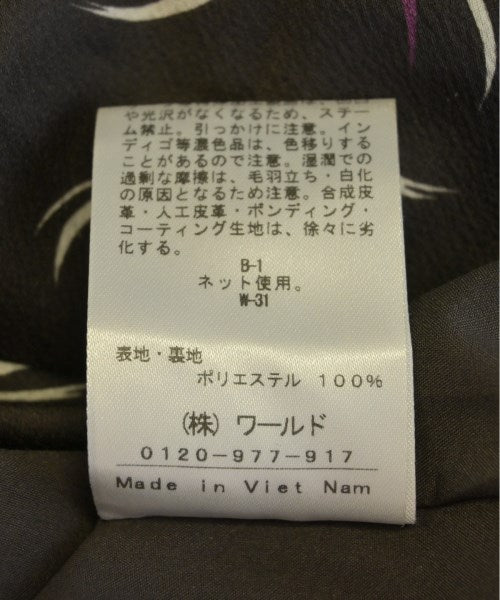 や光沢がなくなるため、スチー
ム禁止。引っかけに注意。イン
ディゴ等濃色品は、色移りする
ことがあるので注意。湿潤での
過剰な摩擦は、毛羽立ち・白化
の原因となるため注意。合成皮
革・人工皮革・ボンディング・
コーティング生地は、徐々に劣
化する。
B-1
ネット使用。
W-31
表地・裏地
ポリエステル 100%
(株) ワールド
0120-977-917
Made in Viet Nam